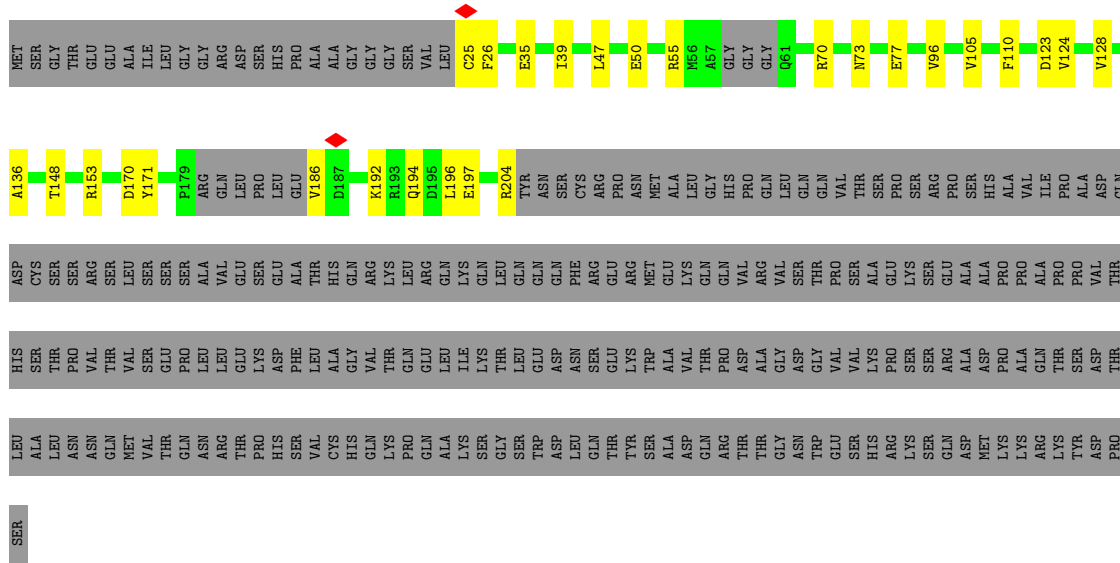 MET SER GLY THR GLU GLU ALA ILE LEU GLY GLY ARG ASP SER HIS PRO ALA ALA GLY GLY GLY SER VAL LEU C25 F26 E35 I39 L47 E50 R55 M56 A57 GLY GLY GLY Q61 R70 N73 E77 V96 V105 F110 D123 V124 V128
A136 T148 R153 D170 Y171 P179 ARG GLN LEU PRO LEU GLU V186 D187 K192 R193 Q194 D195 L196 E197 R204 TYR ASN SER CYS ARG PRO ASN MET ALA LEU GLY HIS PRO GLN LEU GLN GLN VAL THR SER PRO SER ARG PRO SER HIS ALA VAL ILE PRO ALA ASP GLN
ASP CYS SER SER ARG SER LEU SER SER SER SER ALA VAL GLU SER GLU ALA THR HIS GLN ARG LYS LEU ARG GLN LYS GLN LEU GLN GLN GLN PHE ARG GLU ARG MET GLU LYS GLN GLN VAL ARG VAL SER THR PRO SER ALA GLU LYS SER GLU ALA ALA PRO PRO ALA PRO PRO VAL THR
HIS SER THR PRO VAL THR VAL SER GLU PRO LEU LEU GLU LYS ASP PHE LEU ALA GLY VAL THR GLN GLU LEU ILE LYS THR LEU GLU ASP ASN SER GLU LYS TRP ALA VAL THR PRO ASP ALA GLY ASP GLY VAL VAL LYS PRO SER SER ARG ALA ASP PRO ALA GLN THR SER ASP THR
LEU ALA LEU ASN ASN GLN MET VAL THR GLN ASN ARG THR PRO HIS SER VAL CYS HIS GLN LYS PRO GLN ALA LYS SER GLY SER TRP ASP LEU GLN THR TYR SER ALA ASP GLN ARG THR THR GLY ASN TRP GLU SER HIS ARG LYS SER GLN ASP MET LYS LYS ARG LYS TYR ASP PRO
SER